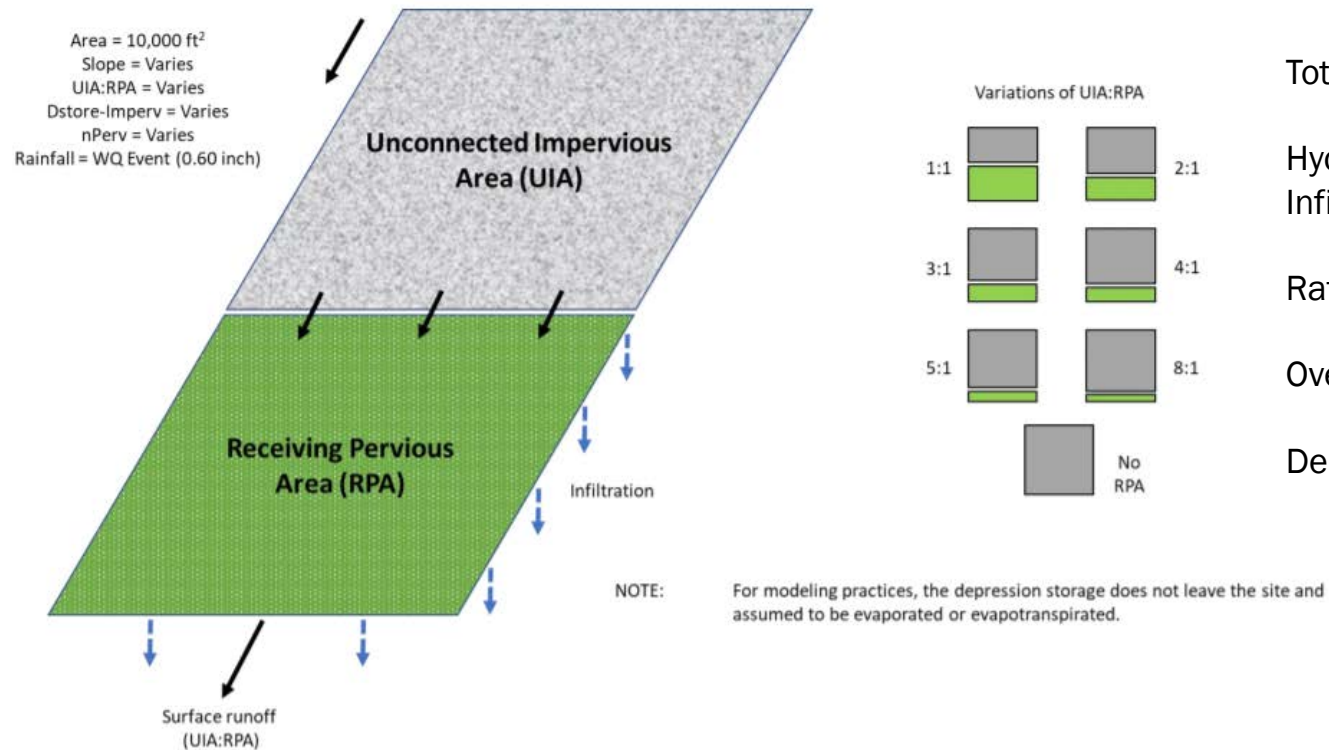 Area = 10,000 ft²
Slope = Varies
UIA:RPA = Varies
Dstore-Imperv = Varies
nPerv = Varies
Rainfall = WQ Event (0.60 inch)
Unconnected Impervious
Area (UIA)
Receiving Pervious
Area (RPA)
Infiltration
Surface runoff
(UIA:RPA)
Variations of UIA:RPA
1:1
2:1
3:1
4:1
5:1
8:1
No
RPA
NOTE: For modeling practices, the depression storage does not leave the site and
assumed to be evaporated or evapotranspirated.
Tot
Hyd
Infi
Rat
Ove
De